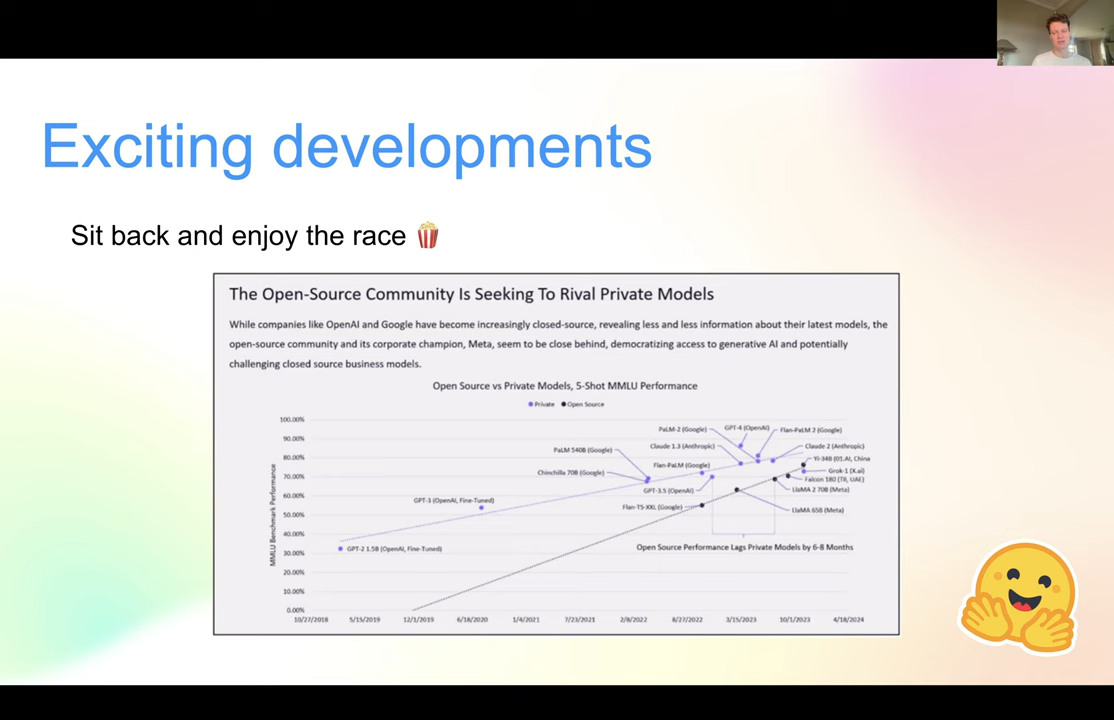 Exciting developments
Sit back and enjoy the race 🍿
The Open-Source Community Is Seeking To Rival Private Models
While companies like OpenAI and Google have become increasingly closed-source, revealing less and less information about their latest models, the
open-source community and its corporate champion, Meta, seem to be close behind, democratizing access to generative AI and potentially
challenging closed source business models.
Open Source vs Private Models, 5-Shot MMLU Performance
Private Open Source
MMLU Benchmark Performance
100.00%
90.00%
80.00%
70.00%
60.00%
50.00%
40.00%
30.00%
20.00%
10.00%
0.00%
PaLM-2 (Google)
GPT-4 (OpenAI)
Flan-PaLM 2 (Google)
Claude 1.3 (Anthropic)
Claude 2 (Anthropic)
PaLM 540B (Google)
Yi-34B (01.AI, China
Flan-PaLM (Google)
Grok-1 (X.ai)
Chinchilla 70B (Google)
Falcon 180 (TII, UAE)
GPT-3.5 (OpenAI)
LLaMA 2 70B (Meta)
GPT-3 (OpenAI, Fine-Tuned)
Flan-T5-XXL (Google)
LLaMA 65B (Meta)
GPT-2 1.5B (OpenAI, Fine-Tuned)
Open Source Performance Lags Private Models by 6-8 Months
10/27/2018 5/15/2019 12/1/2019 6/18/2020 1/4/2021 7/23/2021 2/8/2022 8/27/2022 3/15/2023 10/1/2023 4/18/2024